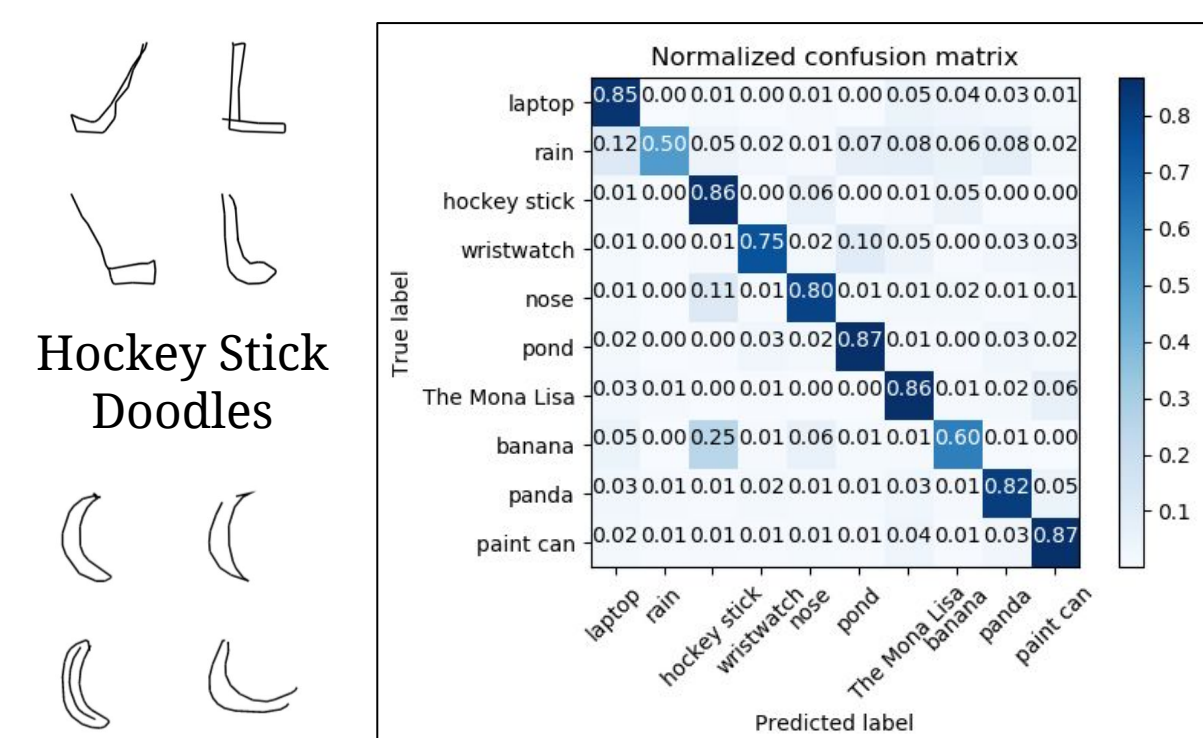 Hockey Stick
Doodles
Normalized confusion matrix
True label
laptop 0.85 0.00 0.01 0.00 0.01 0.00 0.05 0.04 0.03 0.01
rain 0.12 0.50 0.05 0.02 0.01 0.07 0.08 0.06 0.08 0.02
hockey stick 0.01 0.00 0.86 0.00 0.06 0.00 0.01 0.05 0.00 0.00
wristwatch 0.01 0.00 0.01 0.75 0.02 0.10 0.05 0.00 0.03 0.03
nose 0.01 0.00 0.11 0.01 0.80 0.01 0.01 0.02 0.01 0.01
pond 0.02 0.00 0.00 0.03 0.02 0.87 0.01 0.00 0.03 0.02
The Mona Lisa 0.03 0.01 0.00 0.01 0.00 0.00 0.86 0.01 0.02 0.06
banana 0.05 0.00 0.25 0.01 0.06 0.01 0.01 0.60 0.01 0.00
panda 0.03 0.01 0.01 0.02 0.01 0.01 0.03 0.01 0.82 0.05
paint can 0.02 0.01 0.01 0.01 0.01 0.01 0.04 0.01 0.03 0.87
laptop rain hockey stick wristwatch nose pond The Mona Lisa banana panda paint can
Predicted label
0.8
0.7
0.6
0.5
0.4
0.3
0.2
0.1